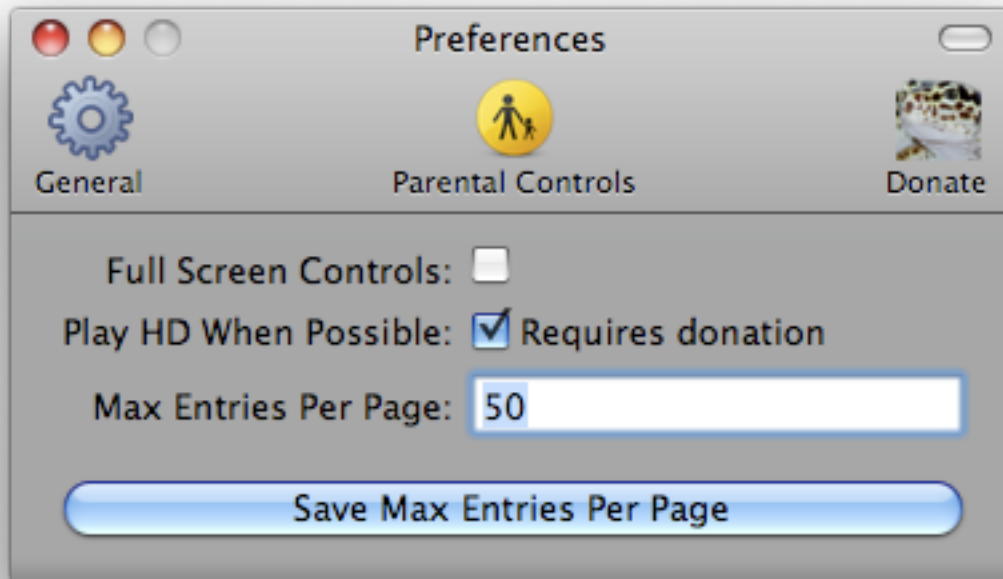 Preferences
General
Parental Controls
Donate
Full Screen Controls:
Play HD When Possible: Requires donation
Max Entries Per Page: 50
Save Max Entries Per Page